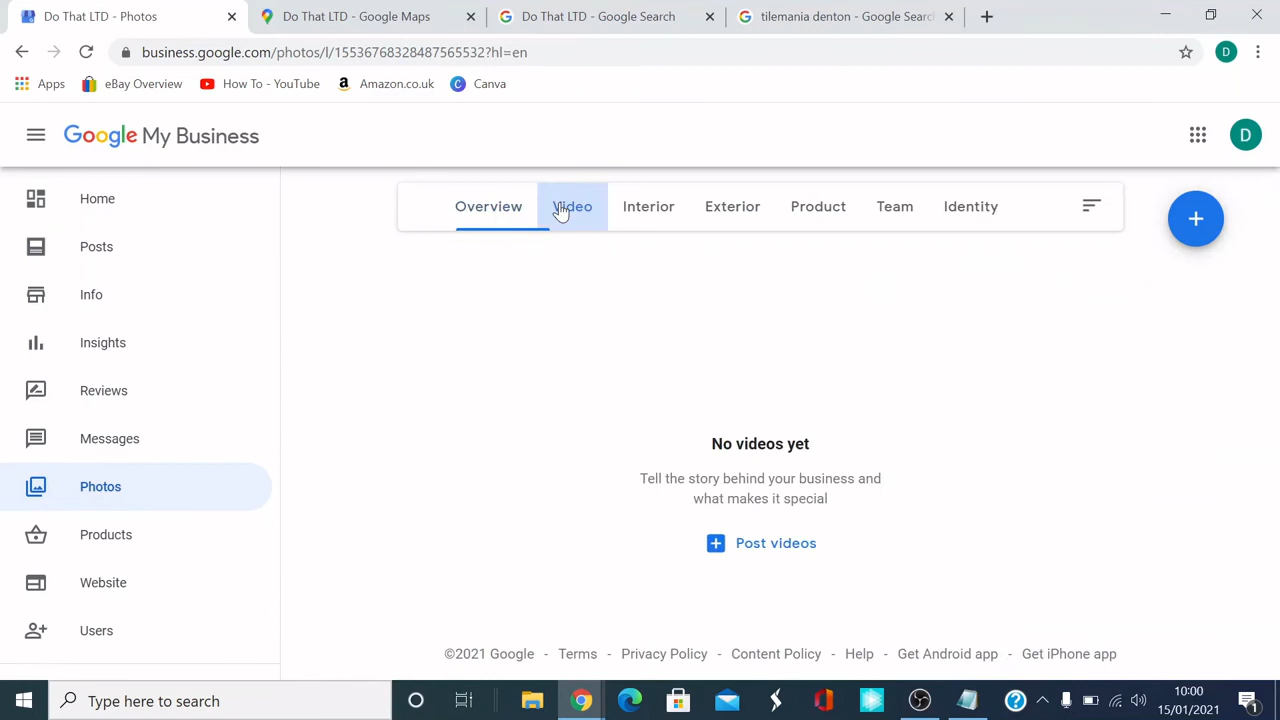 Do That LTD - Photos
Do That LTD - Google Maps
Do That LTD - Google Search
tilemania denton - Google Searc
business.google.com/photos/l/15536768328487565532?hl=en
D
Apps
eBay Overview
How To - YouTube
Amazon.co.uk
Canva
Google My Business
D
Home
Posts
Info
Insights
Reviews
Messages
Photos
Products
Website
Users
Overview
Video
Interior
Exterior
Product
Team
Identity
No videos yet
Tell the story behind your business and
what makes it special
Post videos
©2021 Google - Terms - Privacy Policy - Content Policy - Help - Get Android app - Get iPhone app
Type here to search
10:00
15/01/2021
1